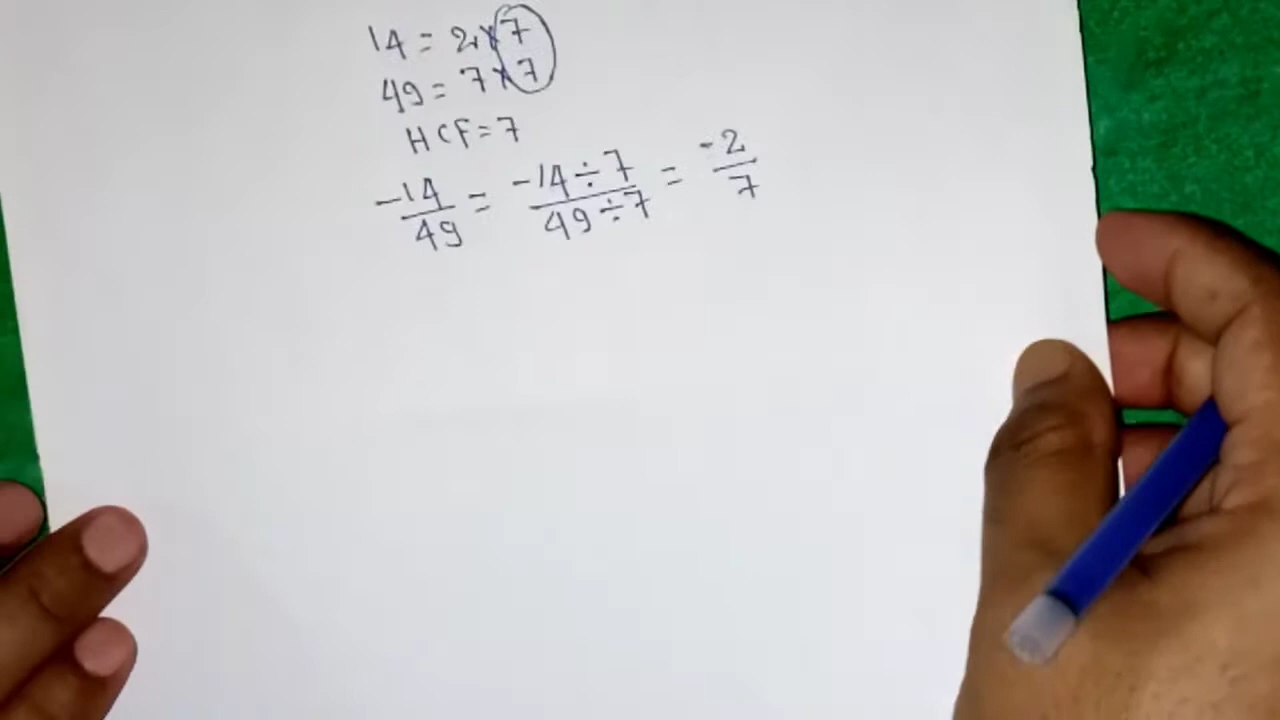 14 = 2×7
49 = 7×7
HCF = 7
-14/49 = -14÷7/49÷7 = -2/7